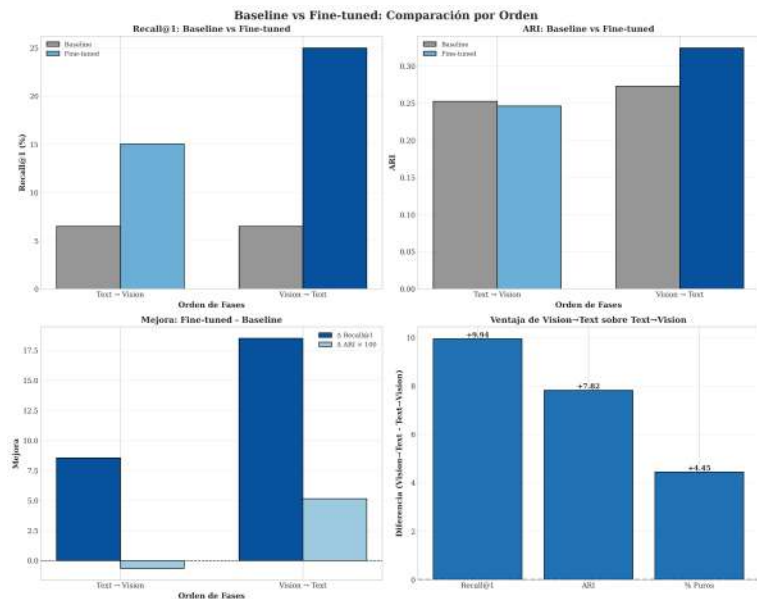 Baseline vs Fine-tuned: Comparación por Orden
Recall@1: Baseline vs Fine-tuned
Baseline
Fine-tuned
25
20
15
10
5
0
Recall@1 (%)
Text → Vision
Vision → Text
Orden de Fases
ARI: Baseline vs Fine-tuned
Baseline
Fine-tuned
0.30
0.25
0.20
0.15
0.10
0.05
0.00
ARI
Text → Vision
Vision → Text
Orden de Fases
Mejora: Fine-tuned - Baseline
Δ Recall@1
Δ ARI × 100
17.5
15.0
12.5
10.0
7.5
5.0
2.5
0.0
Mejora
Text → Vision
Vision → Text
Orden de Fases
Ventaja de Vision→Text sobre Text→Vision
10
8
6
4
2
0
Diferencia (Vision→Text - Text→Vision)
+9.94
+7.82
+4.45
Recall@1
ARI
% Puros